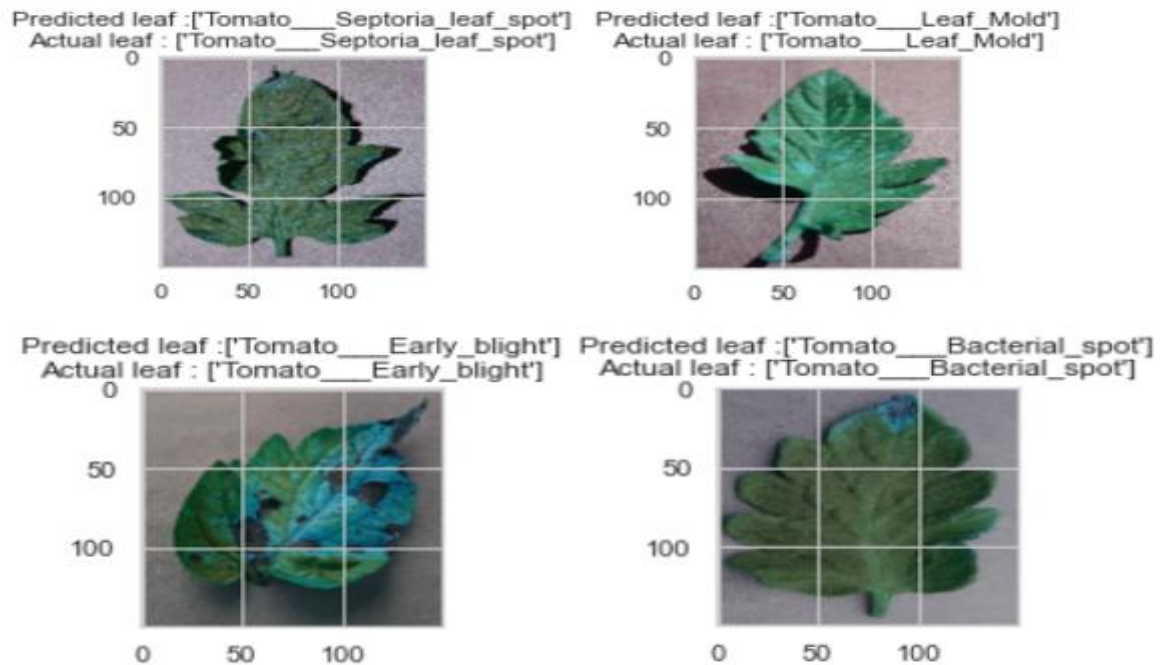 Predicted leaf :['Tomato___Septoria_leaf_spot']
Actual leaf : ['Tomato___Septoria_leaf_spot']
0
50
100
0 50 100
Predicted leaf :['Tomato___Leaf_Mold']
Actual leaf : ['Tomato___Leaf_Mold']
0
50
100
0 50 100
Predicted leaf :['Tomato___Early_blight']
Actual leaf : ['Tomato___Early_blight']
0
50
100
0 50 100
Predicted leaf :['Tomato___Bacterial_spot']
Actual leaf : ['Tomato___Bacterial_spot']
0
50
100
0 50 100